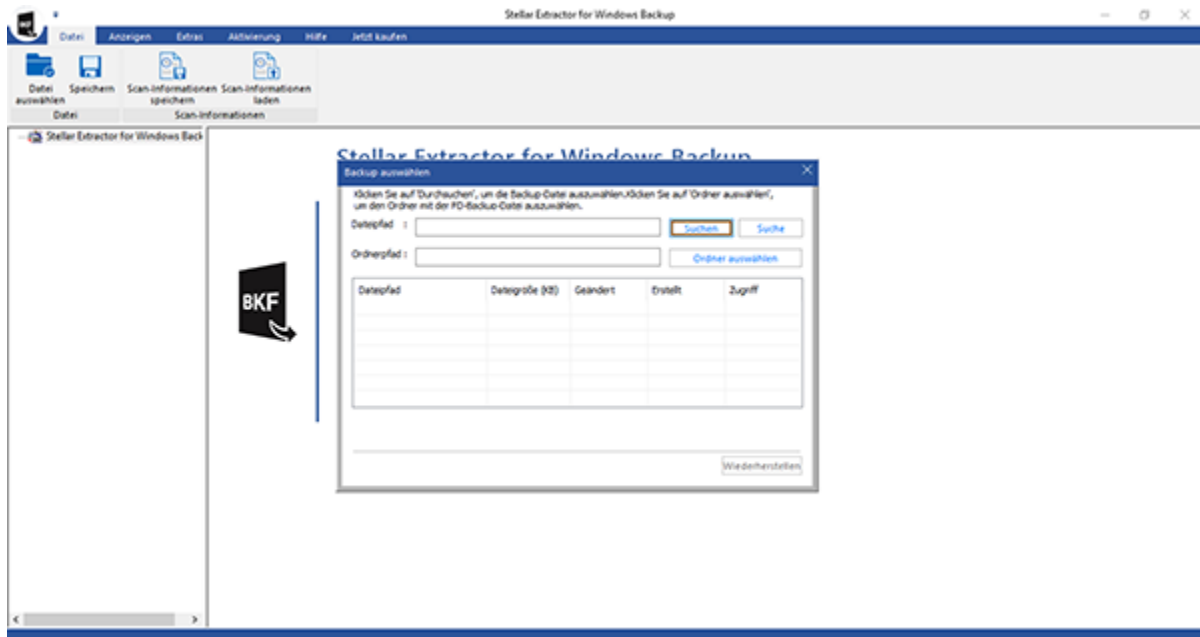 Stellar Extractor for Windows Backup
BKF
Datei Anzeigen Extras Aktivierung Hilfe Jetzt kaufen
Datei auswählen
Speichern
Scan-Informationen speichern
Scan-Informationen laden
Datei Scan-Informationen
Stellar Extractor for Windows Back
Stellar Extractor for Windows Backup
BKF
Backup auswählen
Klicken Sie auf 'Durchsuchen', um die Backup-Datei auszuwählen.Klicken Sie auf 'Ordner auswählen',
um den Ordner mit der FD-Backup-Datei auszuwählen.
Dateipfad :
Suchen Suche
Ordnerpfad :
Ordner auswählen
Dateipfad Dateigröße (KB) Geändert Erstellt Zugriff
Wiederherstellen